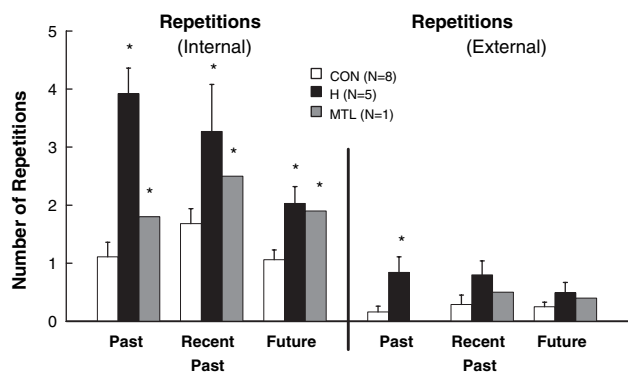 Repetitions
(Internal)
Repetitions
(External)
CON (N=8)
H (N=5)
MTL (N=1)
Number of Repetitions
5
4
3
2
1
0
*
*
*
*
*
*
*
Past
Recent
Past
Future
Past
Recent
Past
Future